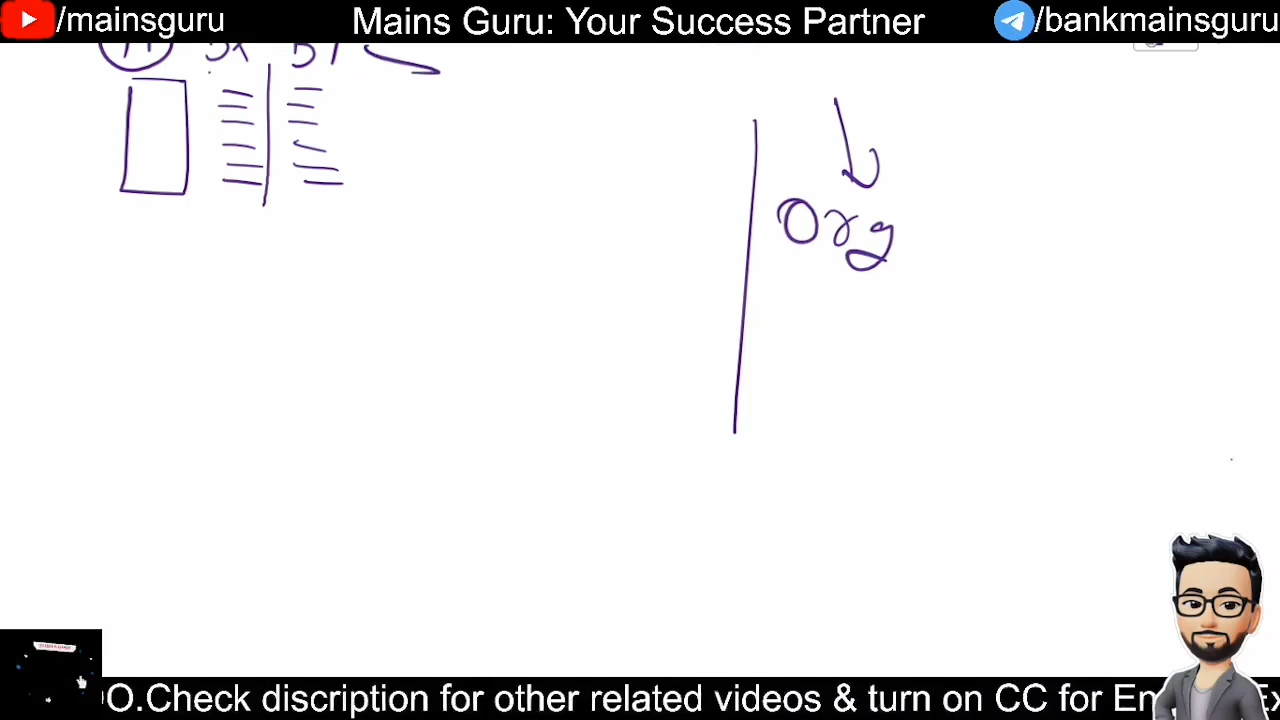 /mainsguru
Mains Guru: Your Success Partner
/bankmainsguru
Org
OO.Check discription for other related videos & turn on CC for En